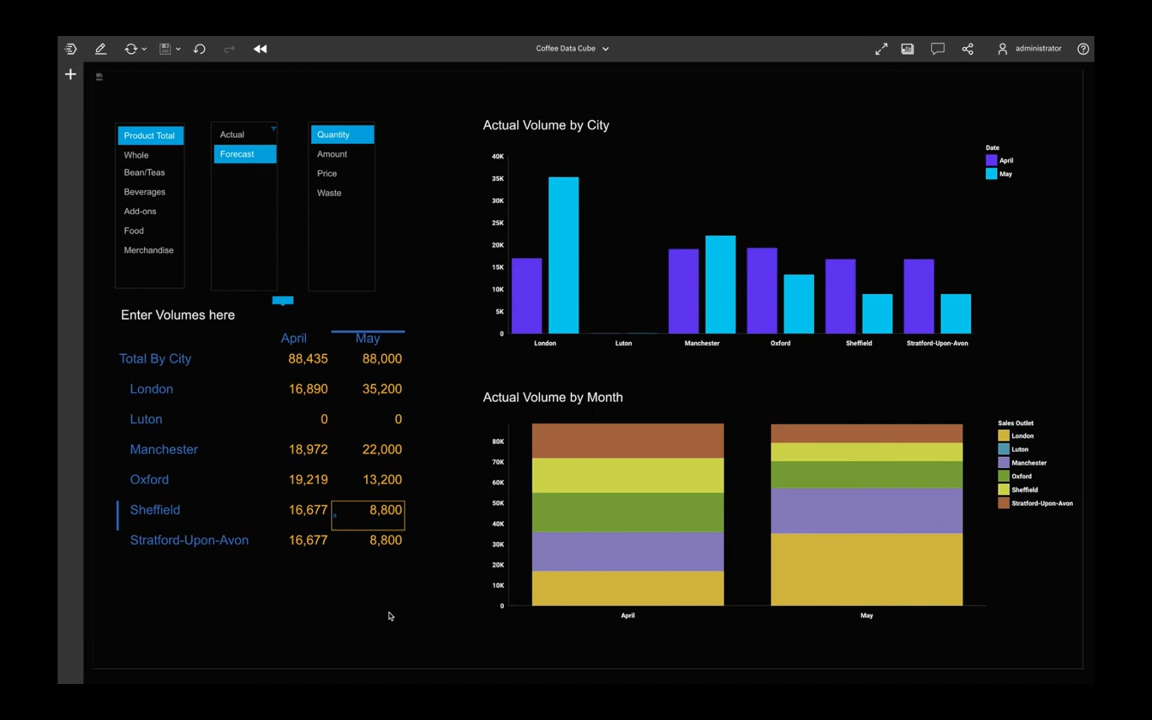 Coffee Data Cube
administrator
Product Total
Whole
Bean/Teas
Beverages
Add-ons
Food
Merchandise
Actual
Forecast
Quantity
Amount
Price
Waste
Enter Volumes here
April May
Total By City 88,435 88,000
London 16,890 35,200
Luton 0 0
Manchester 18,972 22,000
Oxford 19,219 13,200
Sheffield 16,677 8,800
Stratford-Upon-Avon 16,677 8,800
Actual Volume by City
40K
35K
30K
25K
20K
15K
10K
5K
0
London Luton Manchester Oxford Sheffield Stratford-Upon-Avon
Date
April
May
Actual Volume by Month
80K
70K
60K
50K
40K
30K
20K
10K
0
April May
Sales Outlet
London
Luton
Manchester
Oxford
Sheffield
Stratford-Upon-Avon